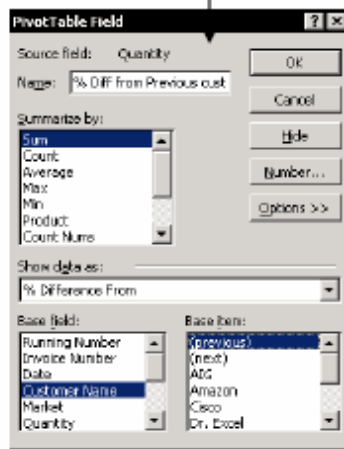 PivotTable Field
Source field: Quantity
Name: % Diff from Previous cust
OK
Cancel
Hide
Number...
Options >>
Summarize by:
Sum
Count
Average
Max
Min
Product
Count Nums
Show data as:
% Difference From
Base field:
Running Number
Invoice Number
Date
Customer Name
Market
Quantity
Base item:
(previous)
(next)
AIG
Amazon
Cisco
Dr. Excel